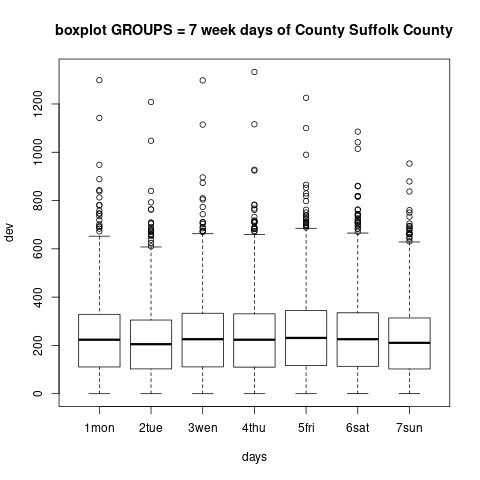 boxplot GROUPS = 7 week days of County Suffolk County
dev
1200
1000
800
600
400
200
0
1mon 2tue 3wen 4thu 5fri 6sat 7sun
days